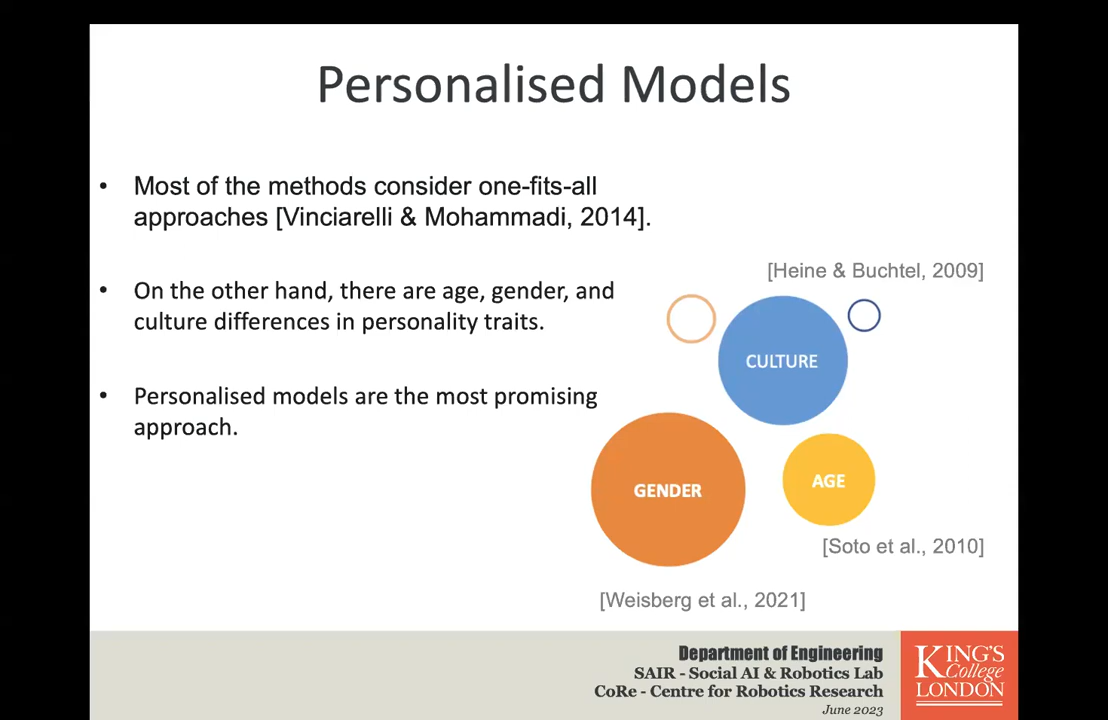 Personalised Models
• Most of the methods consider one-fits-all
approaches [Vinciarelli & Mohammadi, 2014].
• On the other hand, there are age, gender, and
culture differences in personality traits.
• Personalised models are the most promising
approach.
[Heine & Buchtel, 2009]
CULTURE
GENDER
AGE
[Soto et al., 2010]
[Weisberg et al., 2021]
Department of Engineering
SAIR - Social AI & Robotics Lab
CoRe - Centre for Robotics Research
June 2023
KING'S
College
LONDON